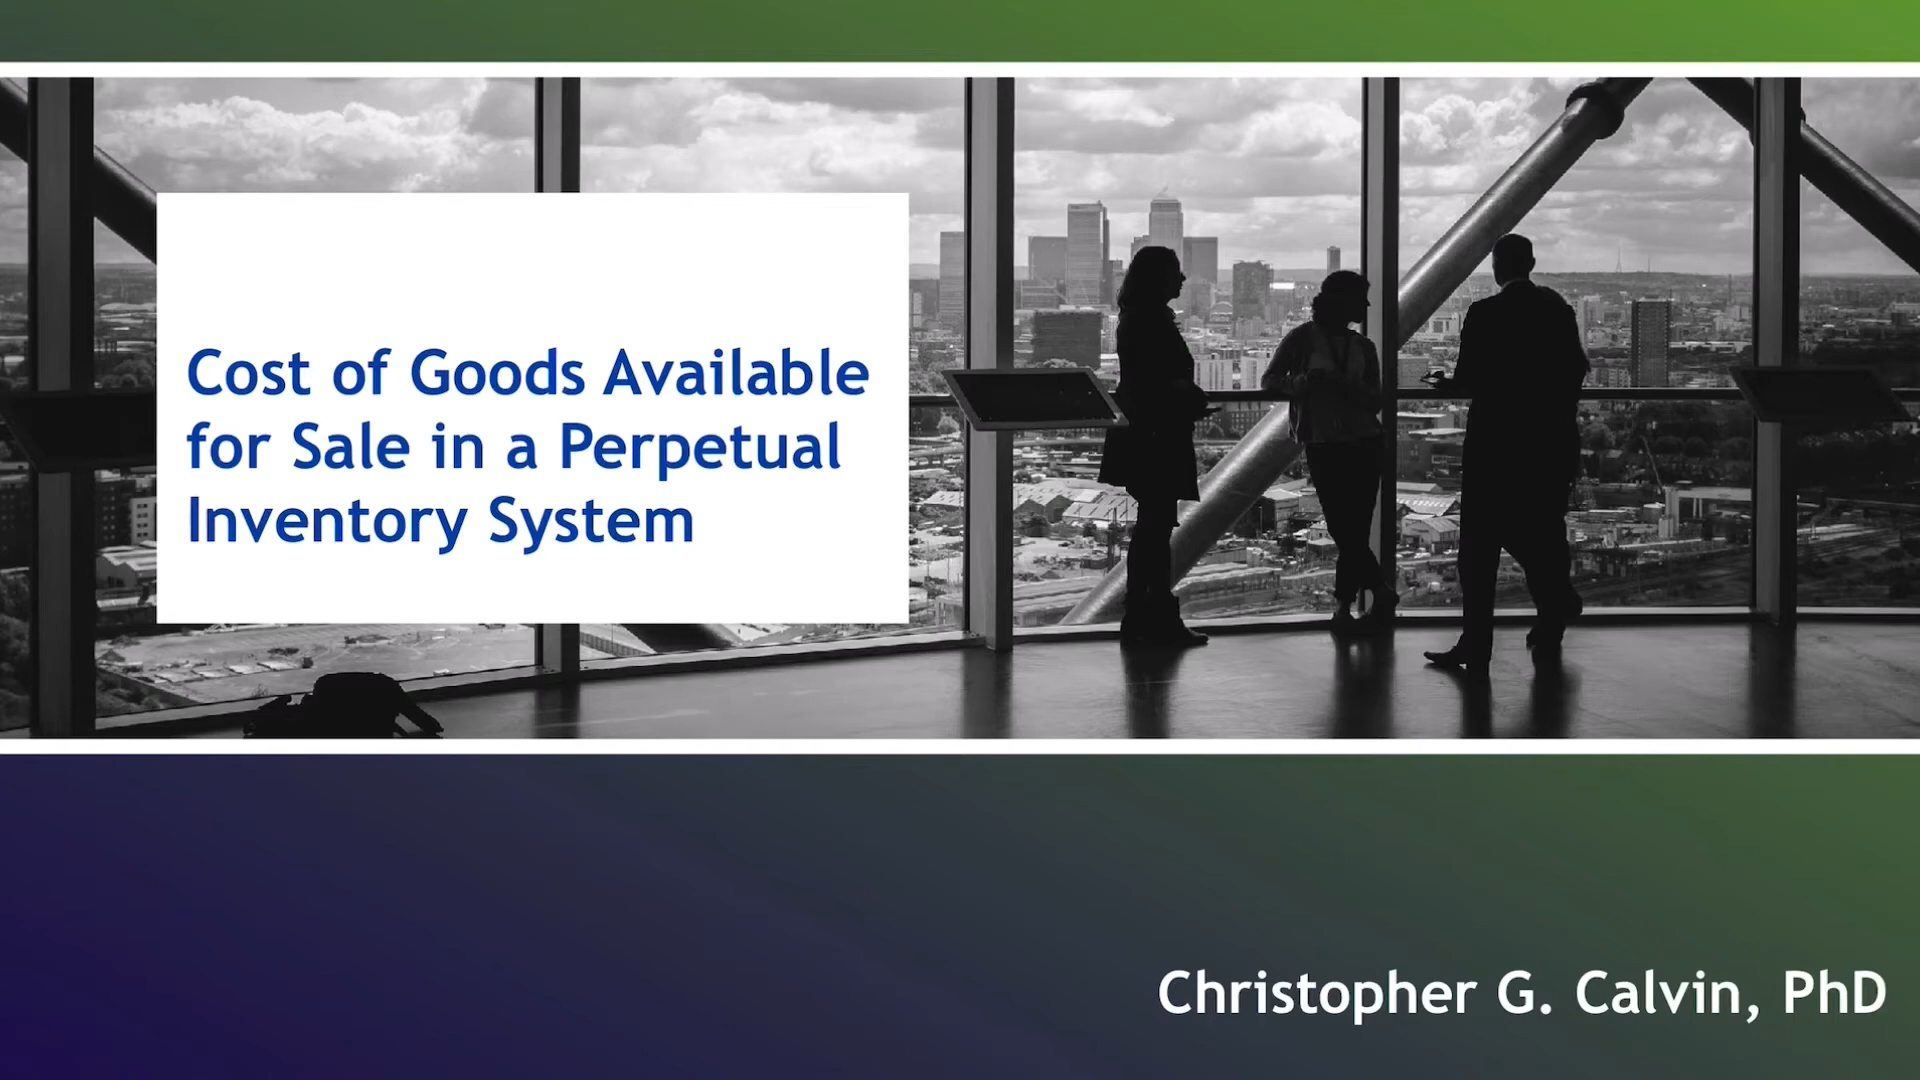 Cost of Goods Available
for Sale in a Perpetual
Inventory System
Christopher G. Calvin, PhD